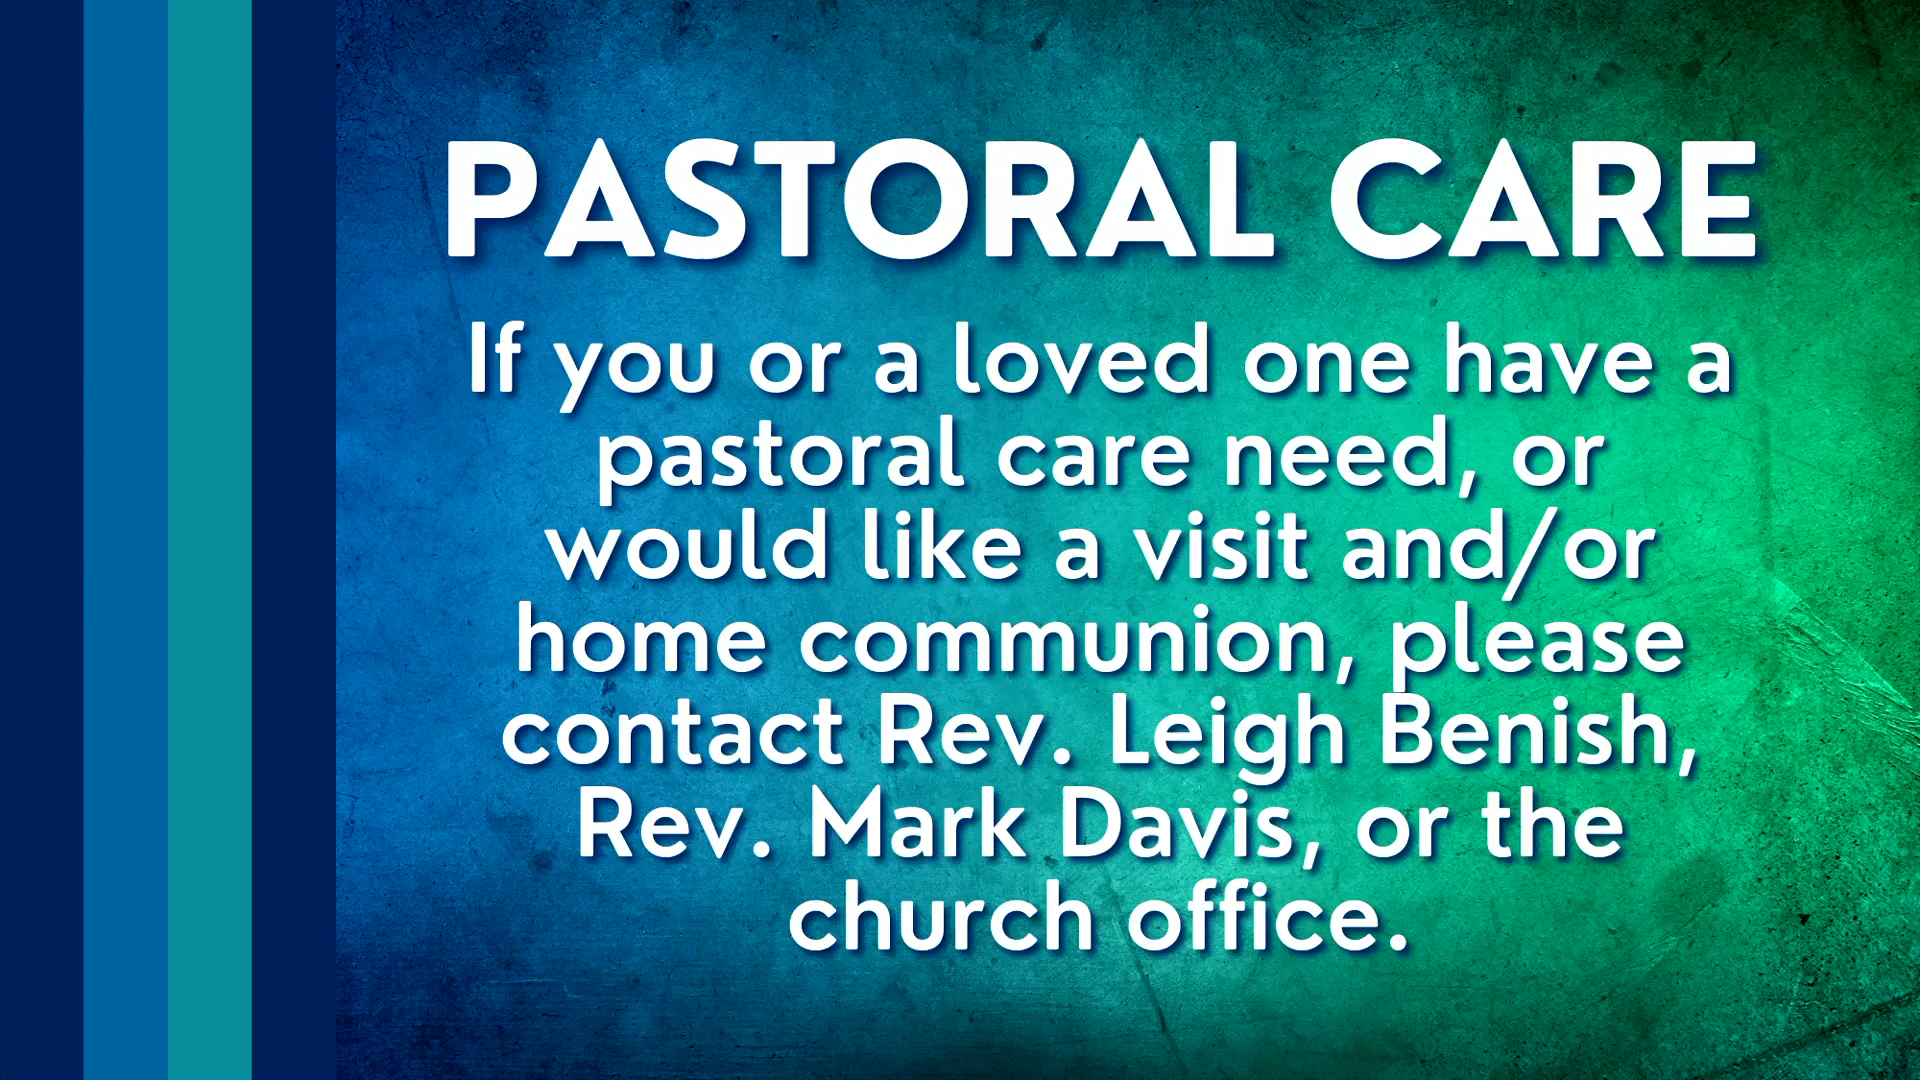 PASTORAL CARE
If you or a loved one have a
pastoral care need, or
would like a visit and/or
home communion, please
contact Rev. Leigh Benish,
Rev. Mark Davis, or the
church office.